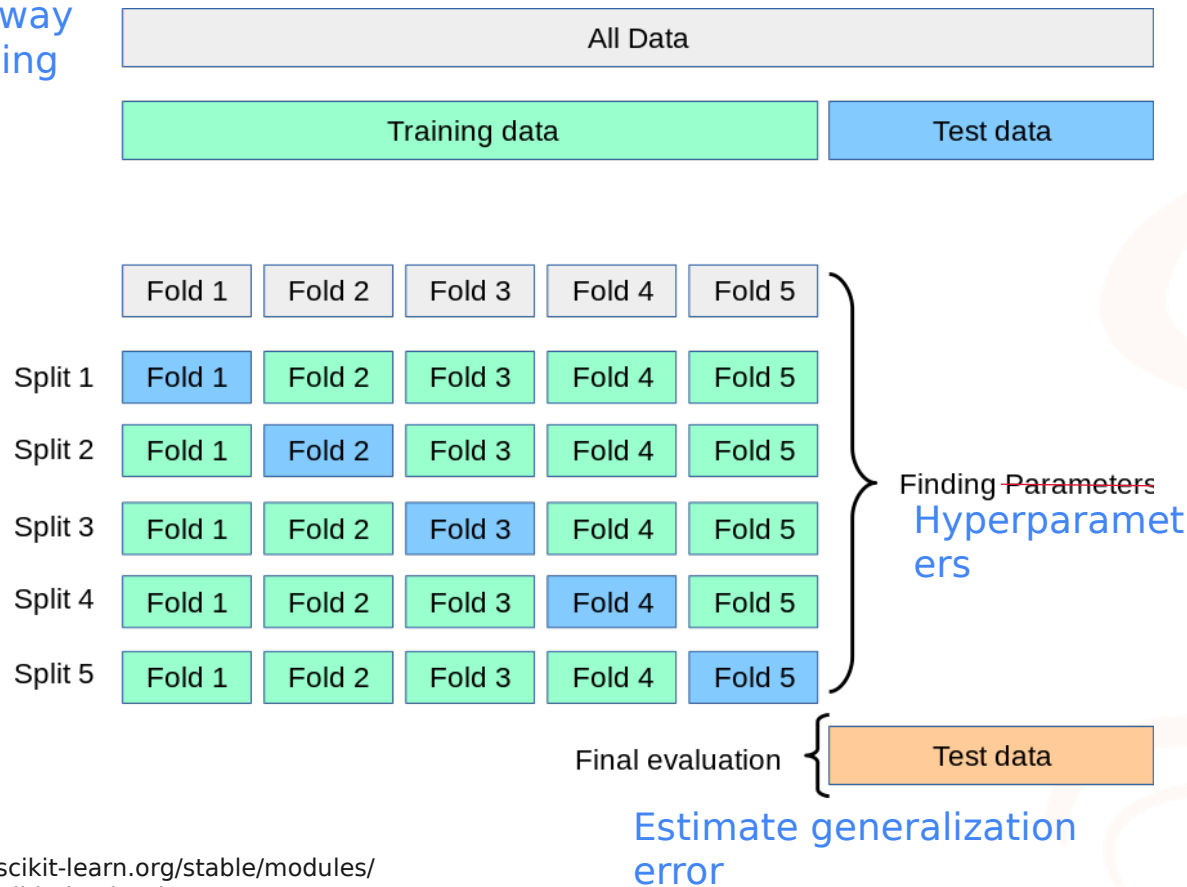 way
ing
All Data
Training data Test data
Fold 1 Fold 2 Fold 3 Fold 4 Fold 5
Split 1 Fold 1 Fold 2 Fold 3 Fold 4 Fold 5
Split 2 Fold 1 Fold 2 Fold 3 Fold 4 Fold 5
Finding Parameters
Hyperparamet
ers
Split 3 Fold 1 Fold 2 Fold 3 Fold 4 Fold 5
Split 4 Fold 1 Fold 2 Fold 3 Fold 4 Fold 5
Split 5 Fold 1 Fold 2 Fold 3 Fold 4 Fold 5
Final evaluation Test data
Estimate generalization
error
scikit-learn.org/stable/modules/